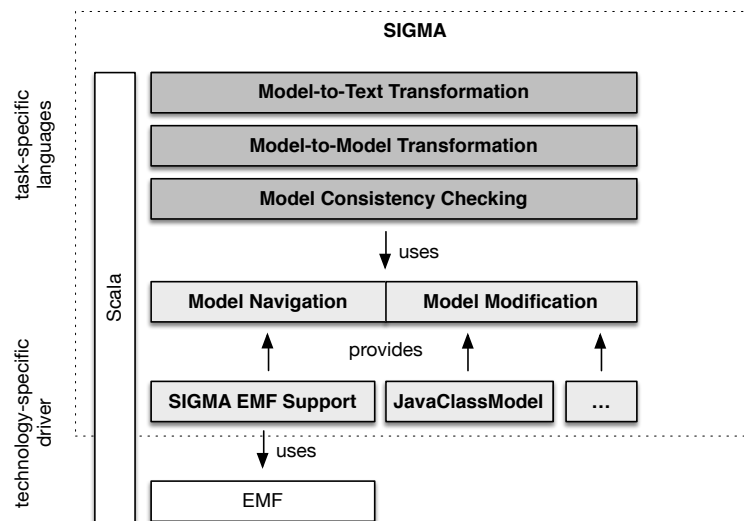 SIGMA
task-specific
languages
Model-to-Text Transformation
Model-to-Model Transformation
Model Consistency Checking
uses
Scala
Model Navigation
Model Modification
provides
technology-specific
driver
SIGMA EMF Support
JavaClassModel
...
uses
EMF